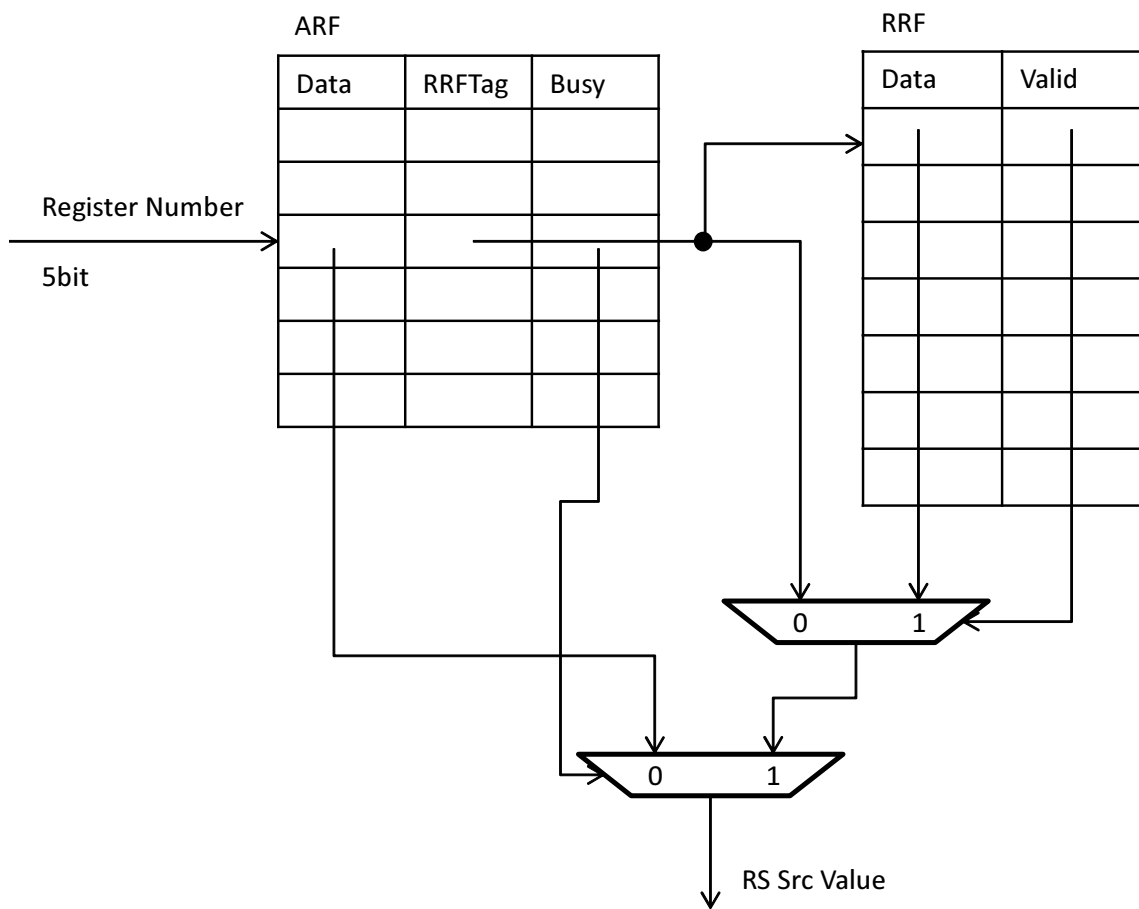 ARF
RRF
Data RRFTag Busy
Data Valid
Register Number
5bit
0 1
0 1
RS Src Value